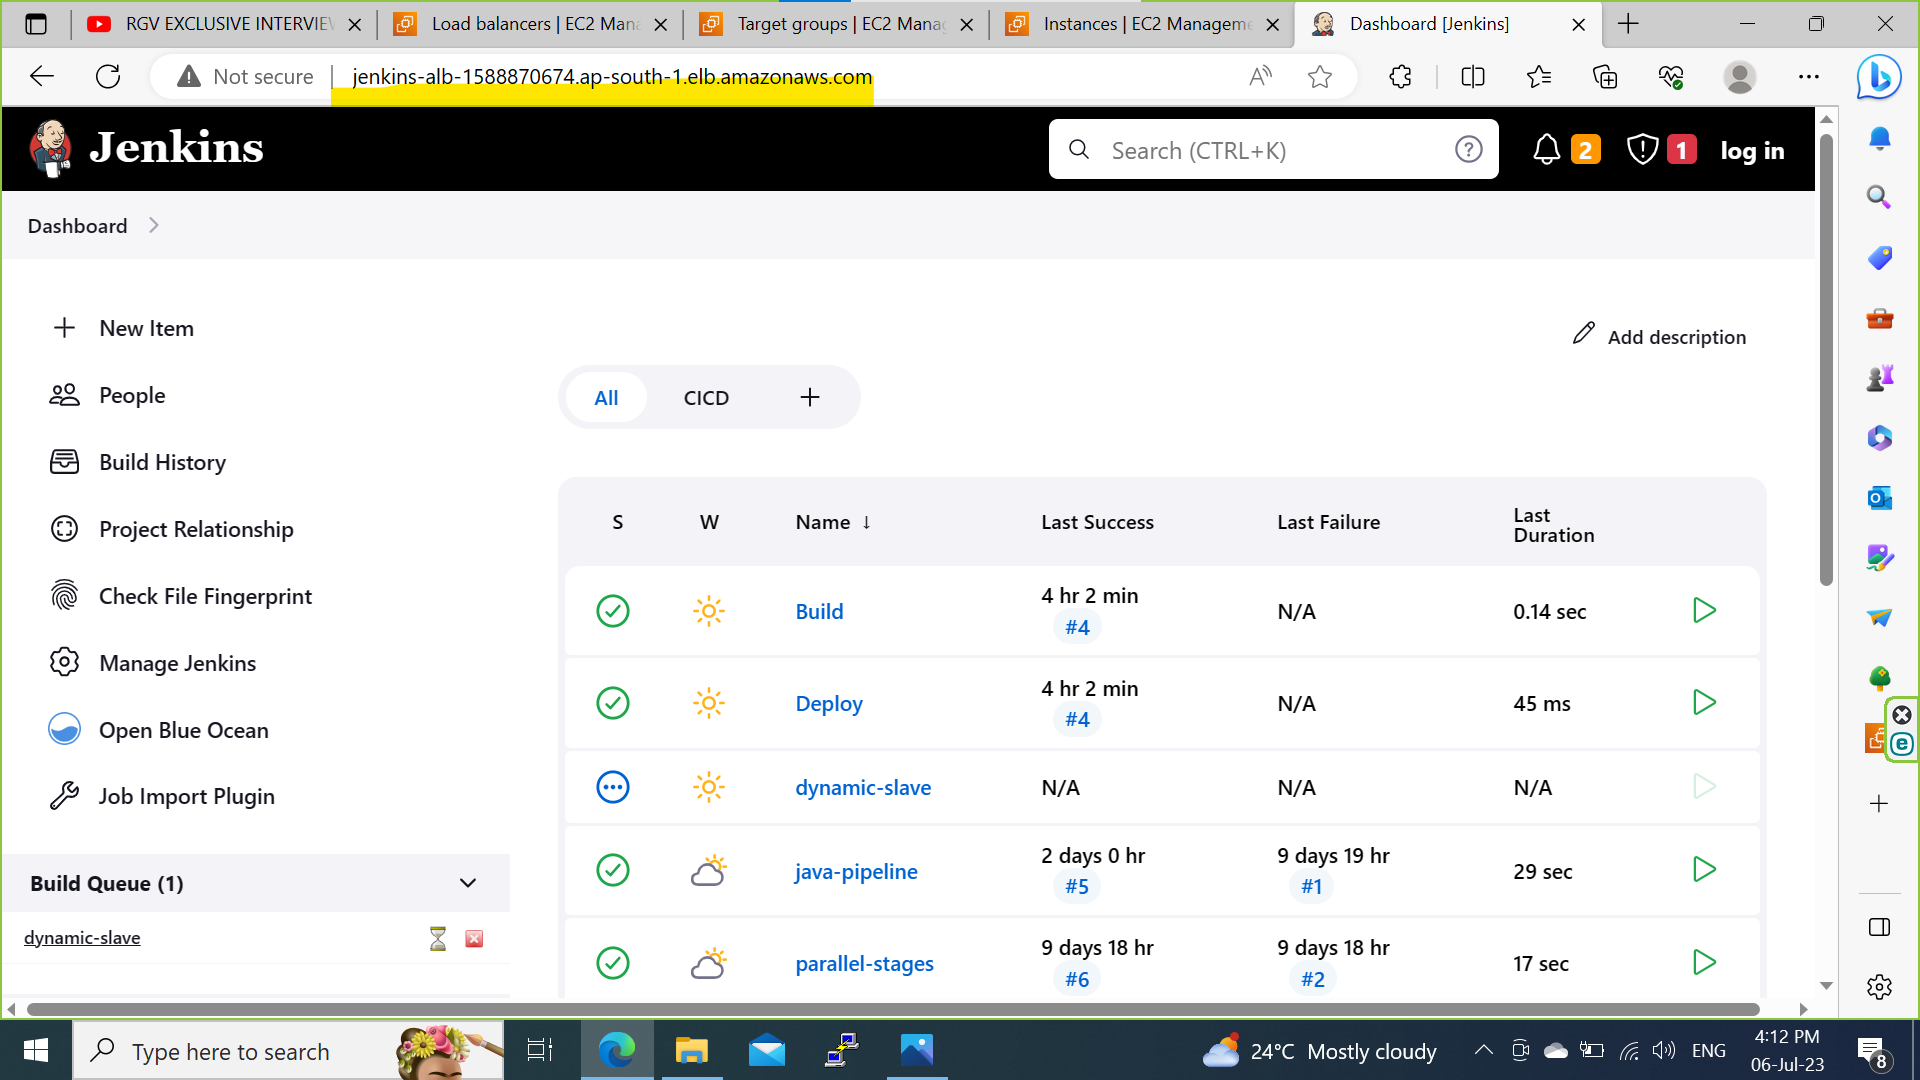 RGV EXCLUSIVE INTERVIE
Load balancers | EC2 Mana
Target groups | EC2 Manag
Instances | EC2 Manageme
Dashboard [Jenkins]
Not secure
jenkins-alb-1588870674.ap-south-1.elb.amazonaws.com
Jenkins
Search (CTRL+K)
2
1
log in
Dashboard
New Item
People
Build History
Project Relationship
Check File Fingerprint
Manage Jenkins
Open Blue Ocean
Job Import Plugin
Build Queue (1)
dynamic-slave
Add description
All
CICD
S W Name ↓ Last Success Last Failure Last Duration
Build 4 hr 2 min #4 N/A 0.14 sec
Deploy 4 hr 2 min #4 N/A 45 ms
dynamic-slave N/A N/A N/A
java-pipeline 2 days 0 hr #5 9 days 19 hr #1 29 sec
parallel-stages 9 days 18 hr #6 9 days 18 hr #2 17 sec
Type here to search
24°C Mostly cloudy
ENG
4:12 PM
06-Jul-23
8